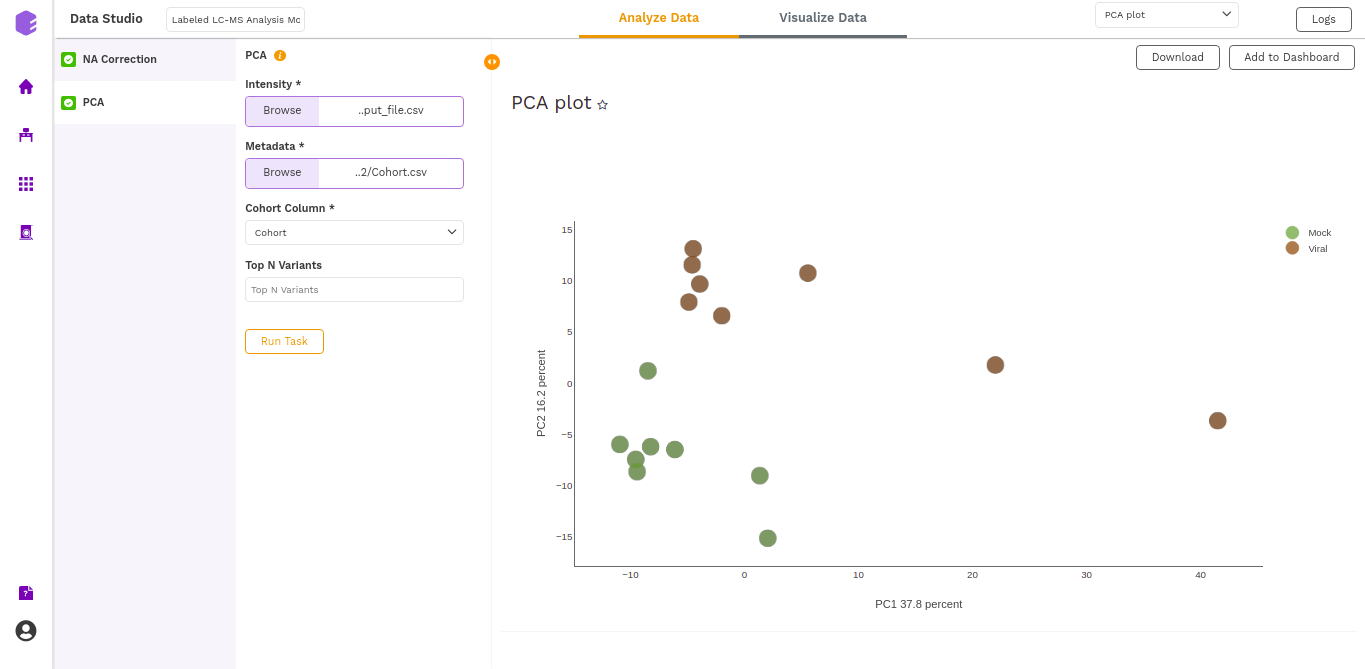 Data Studio
Labeled LC-MS Analysis Mc
Analyze Data
Visualize Data
PCA plot
Logs
NA Correction
PCA
PCA
i
Intensity *
Browse
..put_file.csv
Metadata *
Browse
..2/Cohort.csv
Cohort Column *
Cohort
Top N Variants
Top N Variants
Run Task
Download
Add to Dashboard
PCA plot
15
10
5
0
−5
−10
−15
PC2 16.2 percent
−10
0
10
20
30
40
PC1 37.8 percent
Mock
Viral
?